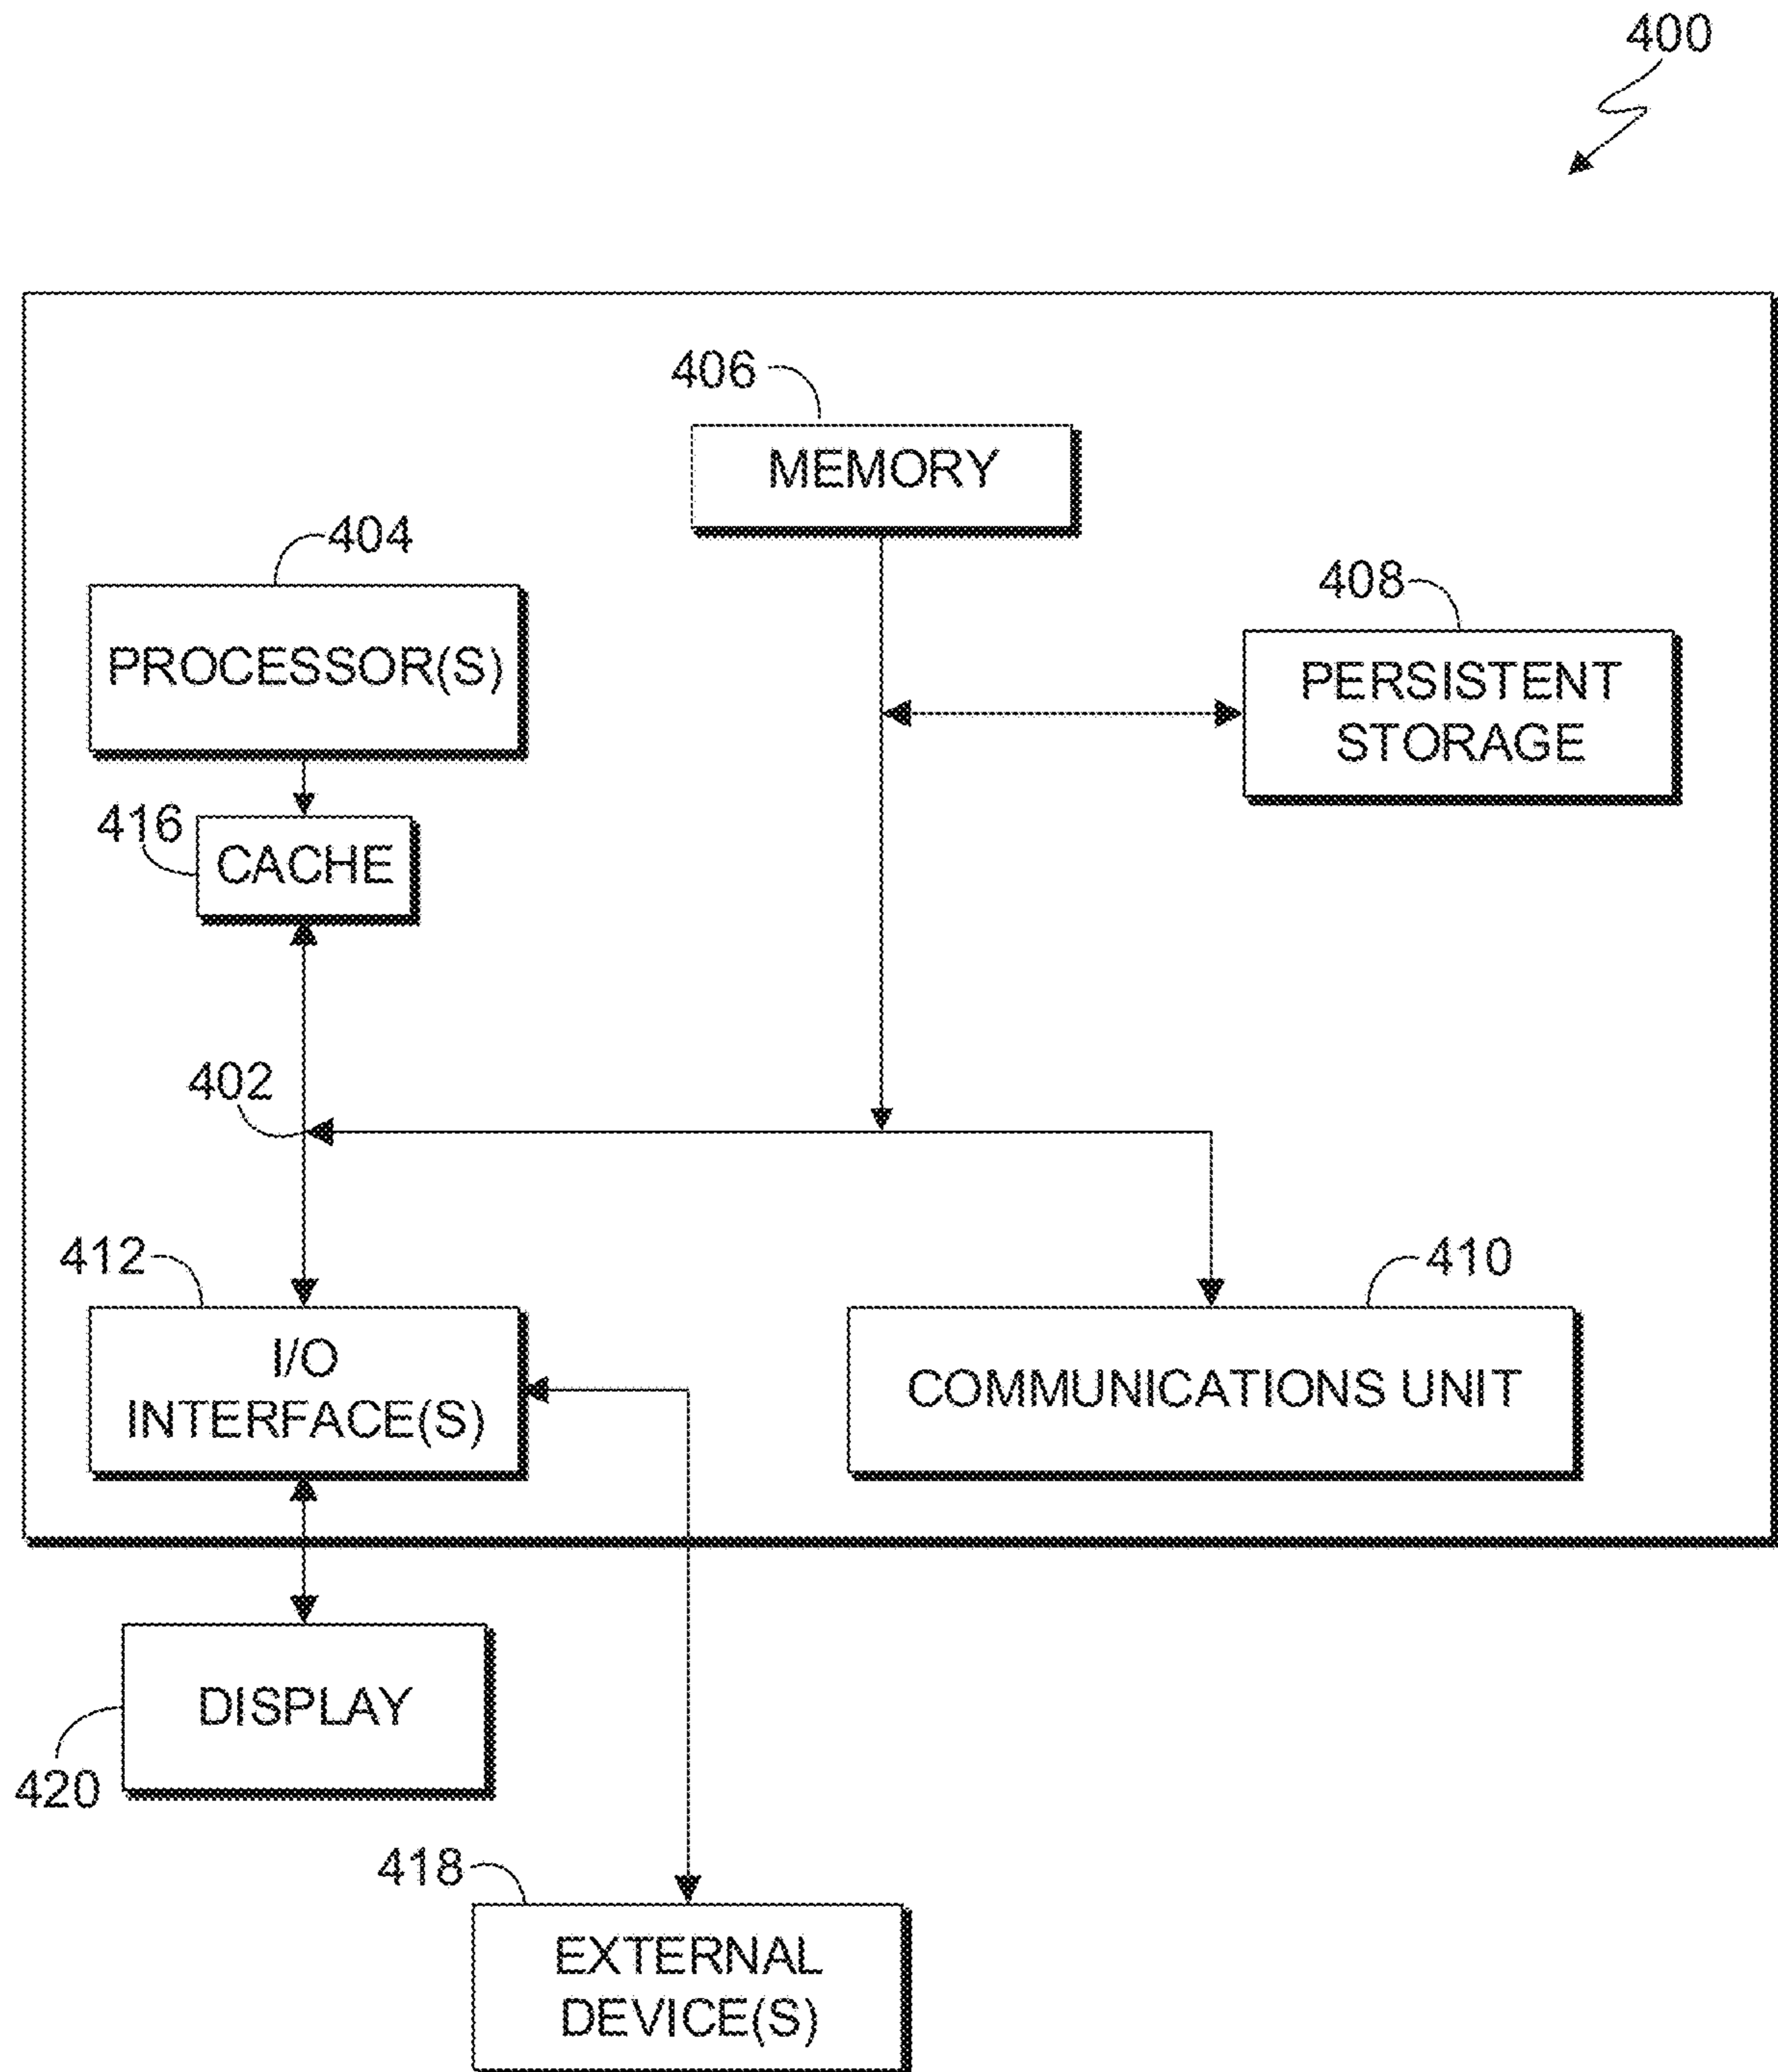 400
406
MEMORY
404
PROCESSOR(S)
408
PERSISTENT
STORAGE
416
CACHE
402
412
I/O
INTERFACE(S)
410
COMMUNICATIONS UNIT
DISPLAY
420
418
EXTERNAL
DEVICE(S)